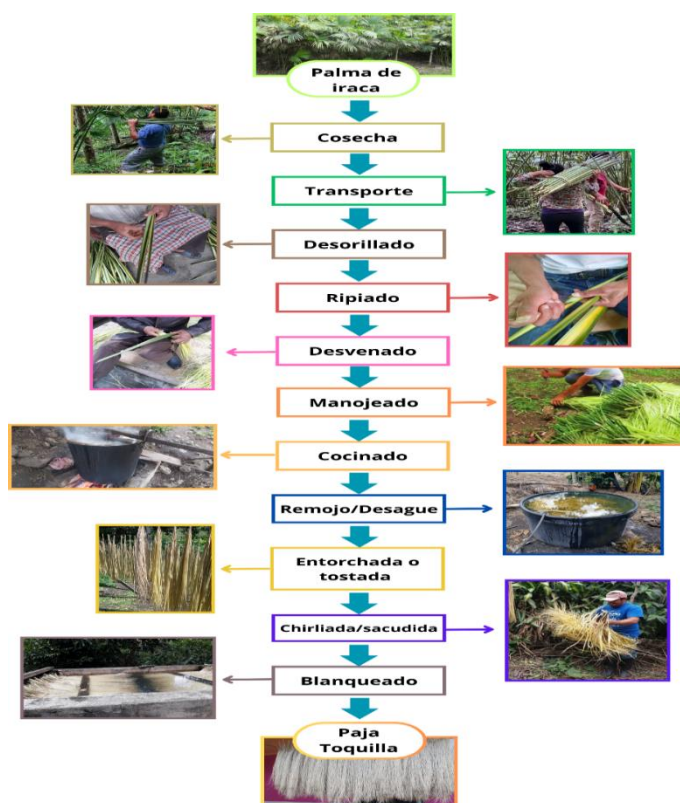 Palma de
iraca
Cosecha
Transporte
Desorillado
Ripiado
Desvenado
Manojeado
Cocinado
Remojo/Desague
Entorchada o
tostada
Chirliada/sacudida
Blanqueado
Paja
Toquilla